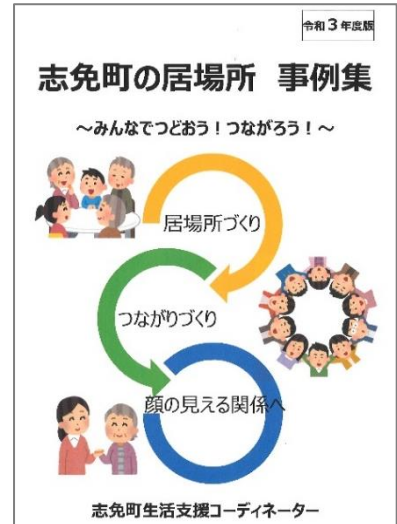 令和3年度版
志免町の居場所 事例集
～みんなでつどおう！つながろう！～
居場所づくり
つながりづくり
顔の見える関係へ
志免町生活支援コーディネーター